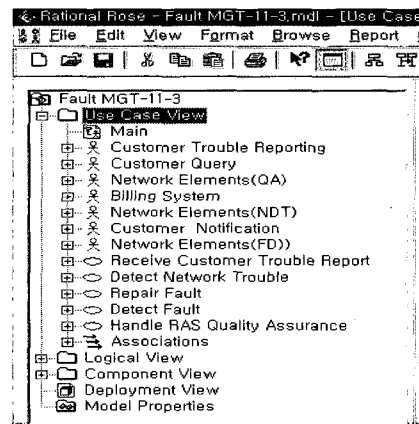 Rational Rose - Fault MGT-11-3.mdl - [Use Case
File Edit View Format Browse Report
Fault MGT-11-3
Use Case View
Main
Customer Trouble Reporting
Customer Query
Network Elements(QA)
Billing System
Network Elements(NDT)
Customer Notification
Network Elements(FD))
Receive Customer Trouble Report
Detect Network Trouble
Repair Fault
Detect Fault
Handle RAS Quality Assurance
Associations
Logical View
Component View
Deployment View
Model Properties